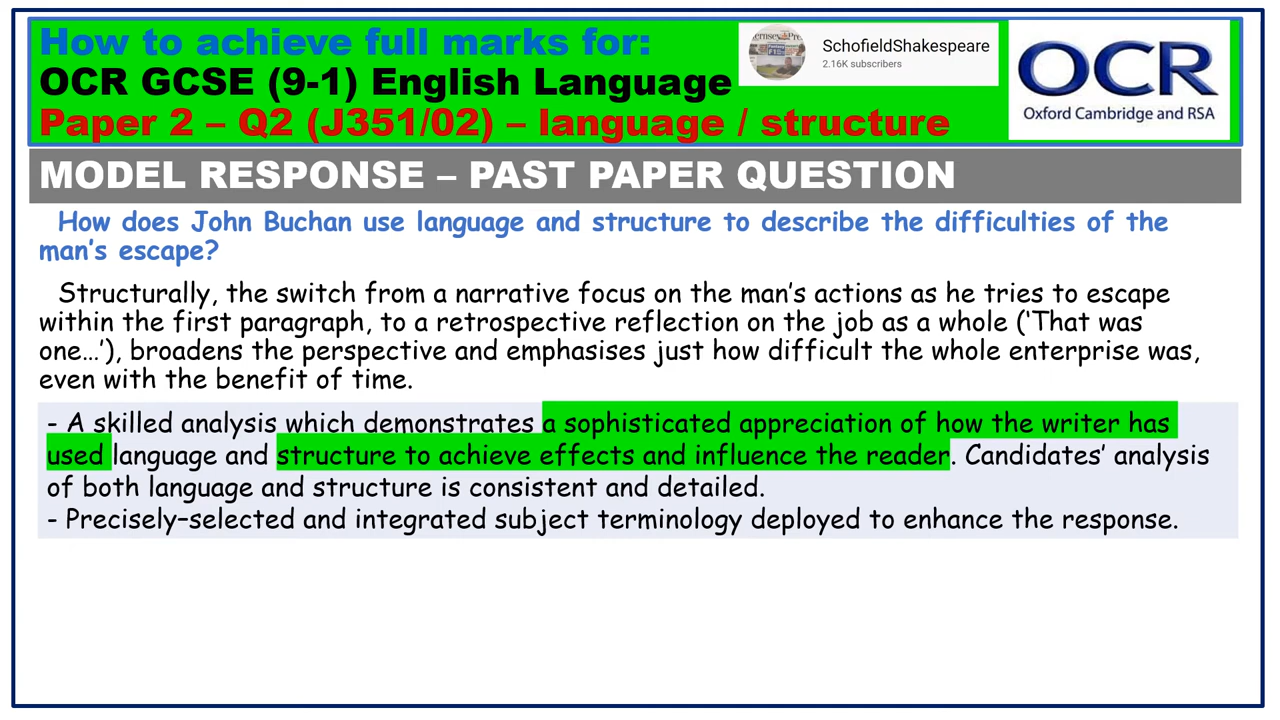 How to achieve full marks for:
OCR GCSE (9-1) English Language
Paper 2 – Q2 (J351/02) – language / structure
SchofieldShakespeare
2.16K subscribers
OCR
Oxford Cambridge and RSA
MODEL RESPONSE – PAST PAPER QUESTION
How does John Buchan use language and structure to describe the difficulties of the
man’s escape?
Structurally, the switch from a narrative focus on the man’s actions as he tries to escape
within the first paragraph, to a retrospective reflection on the job as a whole (‘That was
one…’), broadens the perspective and emphasises just how difficult the whole enterprise was,
even with the benefit of time.
- A skilled analysis which demonstrates a sophisticated appreciation of how the writer has
used language and structure to achieve effects and influence the reader. Candidates’ analysis
of both language and structure is consistent and detailed.
- Precisely–selected and integrated subject terminology deployed to enhance the response.